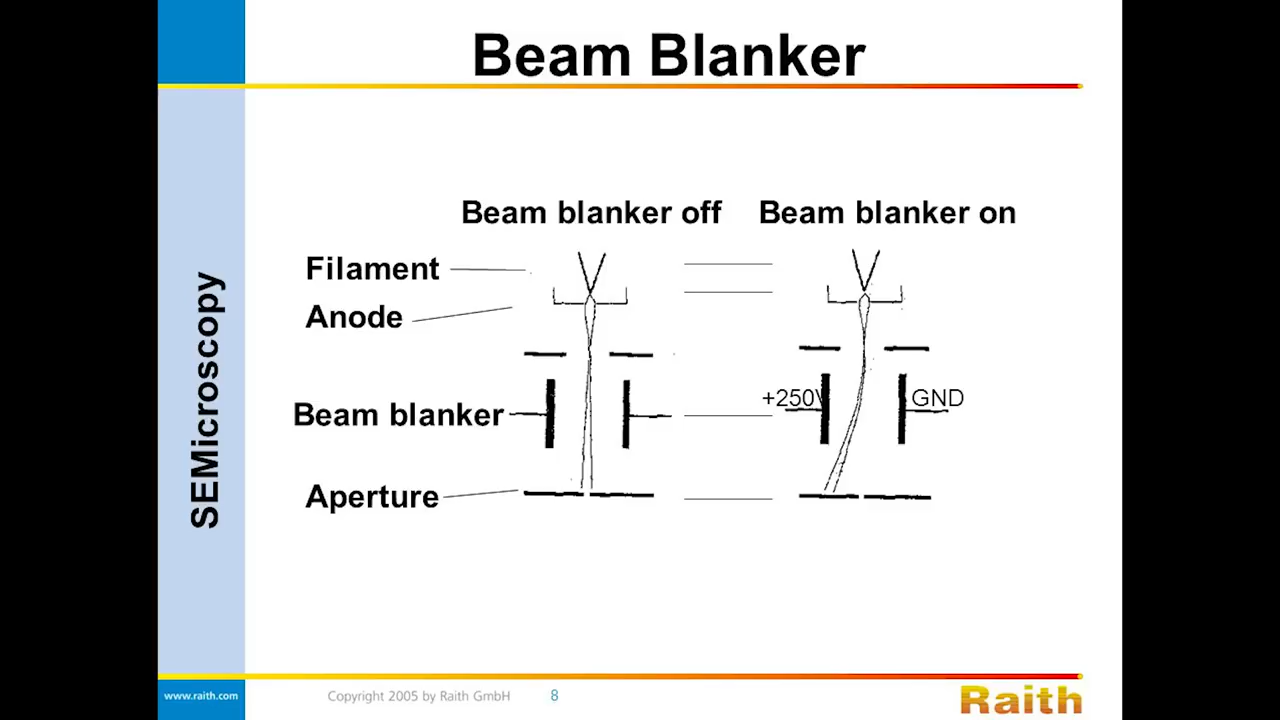 Beam Blanker
SEMicroscopy
Beam blanker off
Beam blanker on
Filament
Anode
Beam blanker
+250V
GND
Aperture
www.raith.com
Copyright 2005 by Raith GmbH
8
Raith